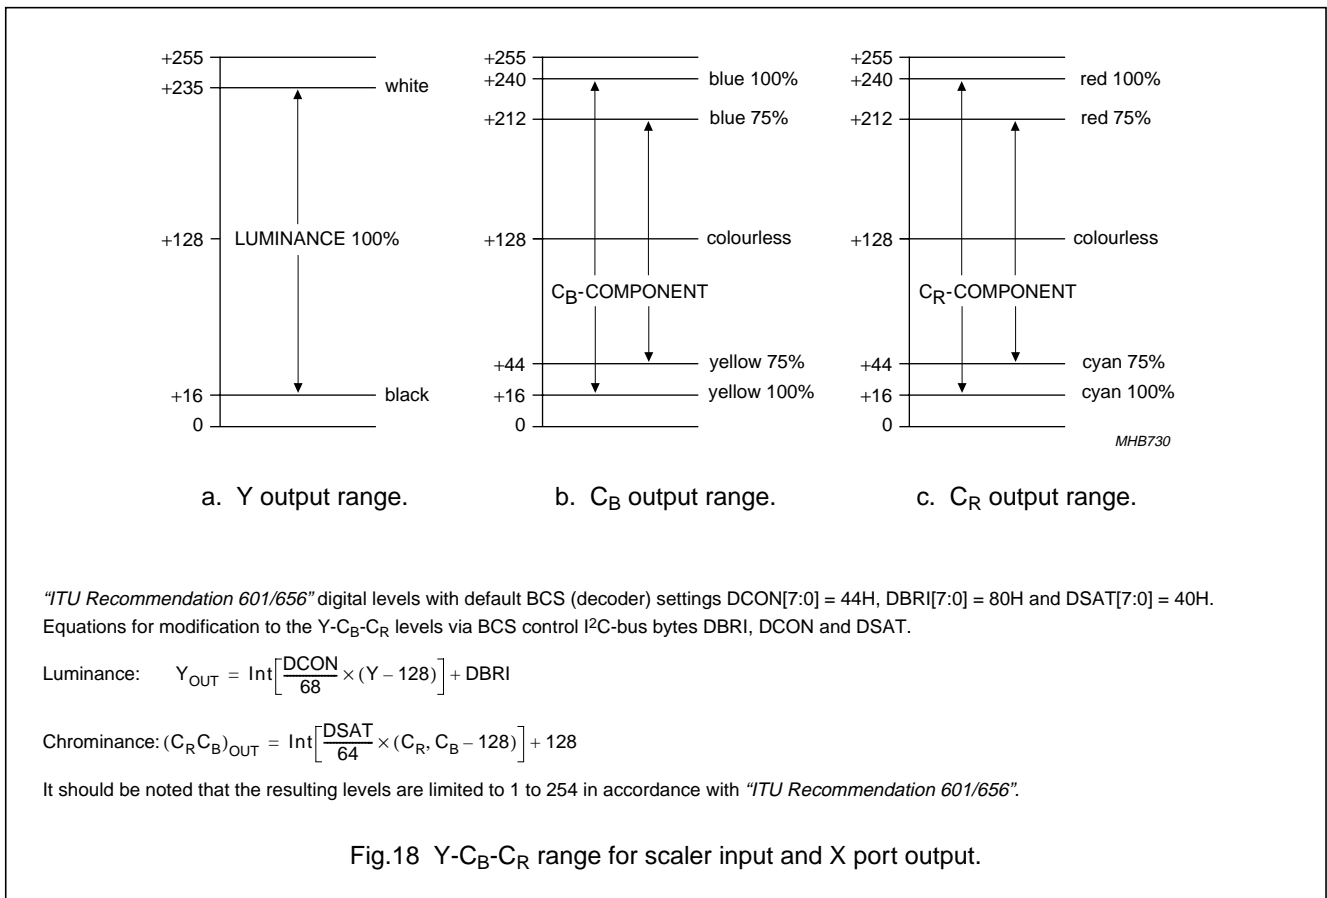 +255
+235
white
+128
LUMINANCE 100%
+16
black
0
+255
+240
blue 100%
+212
blue 75%
+128
colourless
CB-COMPONENT
+44
yellow 75%
+16
yellow 100%
0
+255
+240
red 100%
+212
red 75%
+128
colourless
CR-COMPONENT
+44
cyan 75%
+16
cyan 100%
0
MHB730
a. Y output range.
b. CB output range.
c. CR output range.
“ITU Recommendation 601/656” digital levels with default BCS (decoder) settings DCON[7:0] = 44H, DBRI[7:0] = 80H and DSAT[7:0] = 40H.
Equations for modification to the Y-CB-CR levels via BCS control I²C-bus bytes DBRI, DCON and DSAT.
Luminance: YOUT = Int[DCON/68 × (Y – 128)] + DBRI
Chrominance: (CRCB)OUT = Int[DSAT/64 × (CR, CB – 128)] + 128
It should be noted that the resulting levels are limited to 1 to 254 in accordance with “ITU Recommendation 601/656”.
Fig.18 Y-CB-CR range for scaler input and X port output.